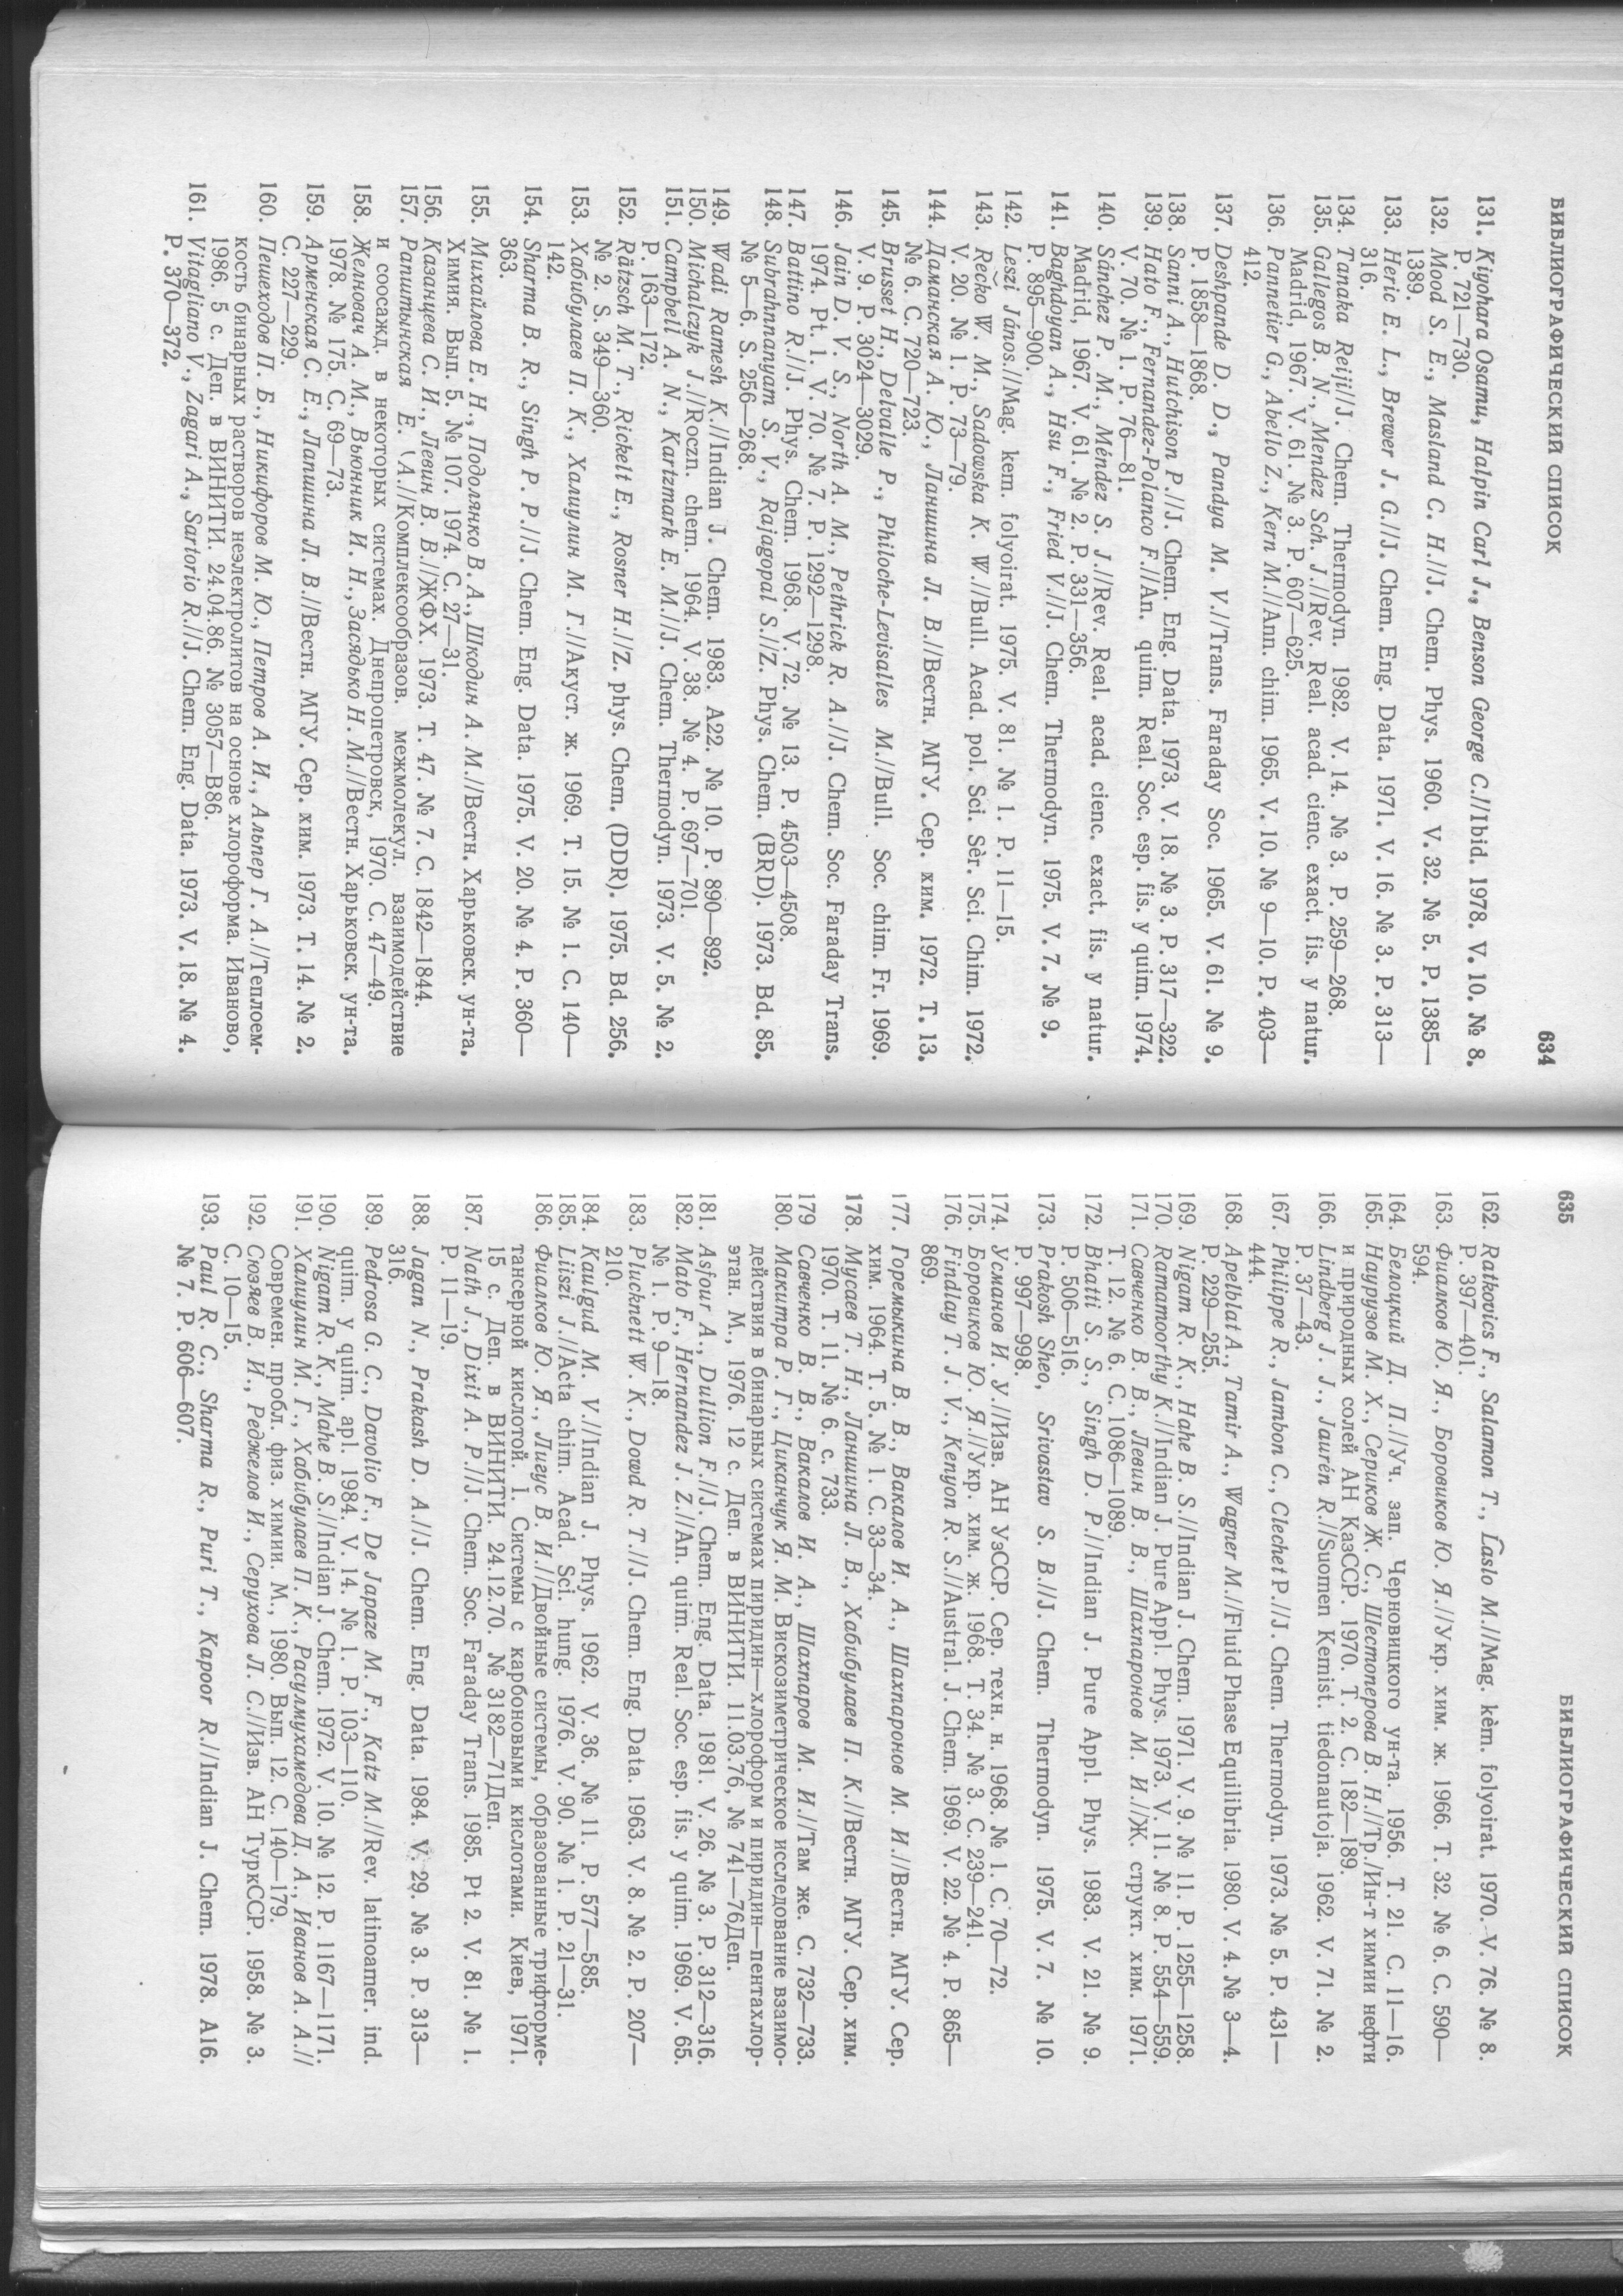 БИБЛИОГРАФИЧЕСКИЙ СПИСОК 634
131. Kiyohara Osamu, Halpin Carl J., Benson George C.//Ibid. 1978. V. 10. № 8.
P. 721—730.
132. Mood S. E., Masland C. H.//J. Chem. Phys. 1960. V. 32. № 5. P. 1385—
1389.
133. Heric E. L., Brewer J. G.//J. Chem. Eng. Data. 1971. V. 16. № 3. P. 313—
316.
134. Tanaka Reiji//J. Chem. Thermodyn. 1982. V. 14. № 3. P. 259—268.
135. Gallegos B. N., Mendez Sch. J.//Rev. Real. acad. cienc. exact. fis. y natur.
Madrid, 1967. V. 61. № 3. P. 607—625.
136. Pannetier G., Abello Z., Kern M.//Ann. chim. 1965. V. 10. № 9—10. P. 403—
412.
137. Deshpande D. D., Pandya M. V.//Trans. Faraday Soc. 1965. V. 61. № 9.
P. 1858—1868.
138. Sanni A., Hutchison P.//J. Chem. Eng. Data. 1973. V. 18. № 3. P. 317—322.
139. Hato F., Fernandez-Polanco F.//An. quim. Real. Soc. esp. fis. y quim. 1974.
V. 70. № 1. P. 76—81.
140. Sánchez P. M., Méndez S. J.//Rev. Real. acad. cienc. exact. fis. y natur.
Madrid, 1967. V. 61. № 2. P. 331—356.
141. Baghdoyan A., Hsu F., Fried V.//J. Chem. Thermodyn. 1975. V. 7. № 9.
P. 895—900.
142. Leszi János.//Mag. kem. folyoirat. 1975. V. 81. № 1. P. 11—15.
143. Rečko W. M., Sadowska K. W.//Bull. Acad. pol. Sci. Sèr. Sci. Chim. 1972.
V. 20. № 1. P. 73—79.
144. Даманская А. Ю., Ланшина Л. В.//Вестн. МГУ. Сер. хим. 1972. Т. 13.
№ 6. С. 720—723.
145. Brusset H., Delvalle P., Philoche-Levisalles M.//Bull. Soc. chim. Fr. 1969.
V. 9. P. 3024—3029.
146. Jain D. V. S., North A. M., Pethrick R. A.//J. Chem. Soc. Faraday Trans.
1974. Pt. 1. V. 70. № 7. P. 1292—1298.
147. Battino R.//J. Phys. Chem. 1968. V. 72. № 13. P. 4503—4508.
148. Subrahnnanyam S. V., Rajagopal S.//Z. Phys. Chem. (BRD). 1973. Bd. 85.
№ 5—6. S. 256—268.
149. Wadi Ramesh K.//Indian J. Chem. 1983. A22. № 10. P. 890—892.
150. Michalczyk J.//Roczn. chem. 1964. V. 38. № 4. P. 697—701.
151. Campbell A. N., Kartzmark E. M.//J. Chem. Thermodyn. 1973. V. 5. № 2.
P. 163—172.
152. Rätzsch M. T., Rickelt E., Rosner H.//Z. phys. Chem. (DDR). 1975. Bd. 256.
№ 2. S. 349—360.
153. Хабибулаев П. К., Халиулин М. Г.//Акуст. ж. 1969. Т. 15. № 1. С. 140—
142.
154. Sharma B. R., Singh P. P.//J. Chem. Eng. Data. 1975. V. 20. № 4. P. 360—
363.
155. Михайлова Е. Н., Подолянко В. А., Шкодин А. М.//Вестн. Харьковск. ун-та.
Химия. Вып. 5. № 107. 1974. С. 27—31.
156. Казанцева С. И., Левин В. В.//ЖФХ. 1973. Т. 47. № 7. С. 1842—1844.
157. Рапштынская Е. (А.//Комплексообразов. межмолекул. взаимодействие
и соосажд. в некоторых системах. Днепропетровск, 1970. С. 47—49.
158. Желновач А. М., Вьюнник И. Н., Засядько Н. М.//Вестн. Харьковск. ун-та.
1978. № 175. С. 69—73.
159. Арменская С. Е., Лапшина Л. В.//Вестн. МГУ. Сер. хим. 1973. Т. 14. № 2.
С. 227—229.
160. Пешеходов П. Б., Никифоров М. Ю., Петров А. И., Альпер Г. А.//Теплоем-
кость бинарных растворов неэлектролитов на основе хлороформа. Иваново,
1986. 5 с. Деп. в ВИНИТИ. 24.04.86. № 3057—В86.
161. Vitagliano V., Zagari A., Sartorio R.//J. Chem. Eng. Data. 1973. V. 18. № 4.
P. 370—372.
635 БИБЛИОГРАФИЧЕСКИЙ СПИСОК
162. Ratkovics F., Salamon T., Laslo M.//Mag. kèm. folyoirat. 1970. V. 76. № 8.
P. 397—401.
163. Фиалков Ю. Я., Боровиков Ю. Я.//Укр. хим. ж. 1966. Т. 32. № 6. С. 590—
594.
164. Белоцкий Д. П.//Уч. зап. Черновицкого ун-та. 1956. Т. 21. С. 11—16.
165. Наурузов М. Х., Сериков Ж. С., Шестоперова В. Н.//Тр./Ин-т химии нефти
и природных солей АН КазССР. 1970. Т. 2. С. 182—189.
166. Lindberg J. J., Jaurén R.//Suomen Kemist. tiedonautoja. 1962. V. 71. № 2.
P. 37—43.
167. Philippe R., Jambon C., Clechet P.//J. Chem. Thermodyn. 1973. № 5. P. 431—
444.
168. Apelblat A., Tamir A., Wagner M.//Fluid Phase Equilibria. 1980. V. 4. № 3—4.
P. 229—255.
169. Nigam R. K., Hahe B. S.//Indian J. Chem. 1971. V. 9. № 11. P. 1255—1258.
170. Ramamoorthy K.//Indian J. Pure Appl. Phys. 1973. V. 11. № 8. P. 554—559.
171. Савченко В. В., Левин В. В., Шахпаронов М. И.//Ж. структ. хим. 1971.
Т. 12. № 6. С. 1086—1089.
172. Bhatti S. S., Singh D. P.//Indian J. Pure Appl. Phys. 1983. V. 21. № 9.
P. 506—516.
173. Prakosh Sheo, Srivastav S. B.//J. Chem. Thermodyn. 1975. V. 7. № 10.
P. 997—998.
174. Усманов И. У.//Изв. АН УзССР. Сер. техн. н. 1968. № 1. С. 70—72.
175. Боровиков Ю. Я.//Укр. хим. ж. 1968. Т. 34. № 3. С. 239—241.
176. Findlay T. J. V., Kenyon R. S.//Austral. J. Chem. 1969. V. 22. № 4. P. 865—
869.
177. Горемыкина В. В., Вакалов И. А., Шахпаронов М. И.//Вестн. МГУ. Сер.
хим. 1964. Т. 5. № 1. С. 33—34.
178. Мусаев Т. Н., Ланшина Л. В., Хабибулаев П. К.//Вестн. МГУ. Сер. хим.
1970. Т. 11. № 6. с. 733.
179 Савченко В. В., Вакалов И. А., Шахпаров М. И.//Там же. С. 732—733.
180. Макитра Р. Г., Циканчук Я. М. Вискозиметрическое исследование взаимо-
действия в бинарных системах пиридин—хлороформ и пиридин—пентахлор-
этан. М., 1976. 12 с. Деп. в ВИНИТИ. 11.03.76, № 741—76Деп.
181. Asfour A., Dullion F.//J. Chem. Eng. Data. 1981. V. 26. № 3. P. 312—316.
182. Mato F., Hernandez J. Z.//An. quim. Real. Soc. esp. fis. y quim. 1969. V. 65.
№ 1. P. 9—18.
183. Plucknett W. K., Dowd R. T.//J. Chem. Eng. Data. 1963. V. 8. № 2. P. 207—
210.
184. Kaulgud M. V.//Indian J. Phys. 1962. V. 36. № 11. P. 577—585.
185. Liiszi J.//Acta chim. Acad. Sci. hung. 1976. V. 90. № 1. P. 21—31.
186. Фиалков Ю. Я., Лигус В. И.//Двойные системы, образованные трифторме-
тансерной кислотой. I. Системы с карбоновыми кислотами. Киев, 1971.
15 с. Деп. в ВИНИТИ. 24.12.70. № 3182—71Деп.
187. Nath J., Dixit A. P.//J. Chem. Soc. Faraday Trans. 1985. Pt 2. V. 81. № 1.
P. 11—19.
188. Jagan N., Prakash D. A.//J. Chem. Eng. Data. 1984. V. 29. № 3. P. 313—
316.
189. Pedrosa G. C., Davolio F., De Japaze M. F., Katz M.//Rev. latinoamer. ind.
quim. y quim. apl. 1984. V. 14. № 1. P. 103—110.
190. Nigam R. K., Mahe B. S.//Indian J. Chem. 1972. V. 10. № 12. P. 1167—1171.
191. Халиулин М. Г., Хабибулаев П. К., Расулмухамедова Д. А., Иванов А. А.//
Современ. пробл. физ. химии. М., 1980. Вып. 12. С. 140—179.
192. Сюзяев В. И., Реджелов И., Серухова Л. С.//Изв. АН ТуркССР. 1958. № 3.
С. 10—15.
193. Paul R. C., Sharma R., Puri T., Kapoor R.//Indian J. Chem. 1978. A16.
№ 7. P. 606—607.